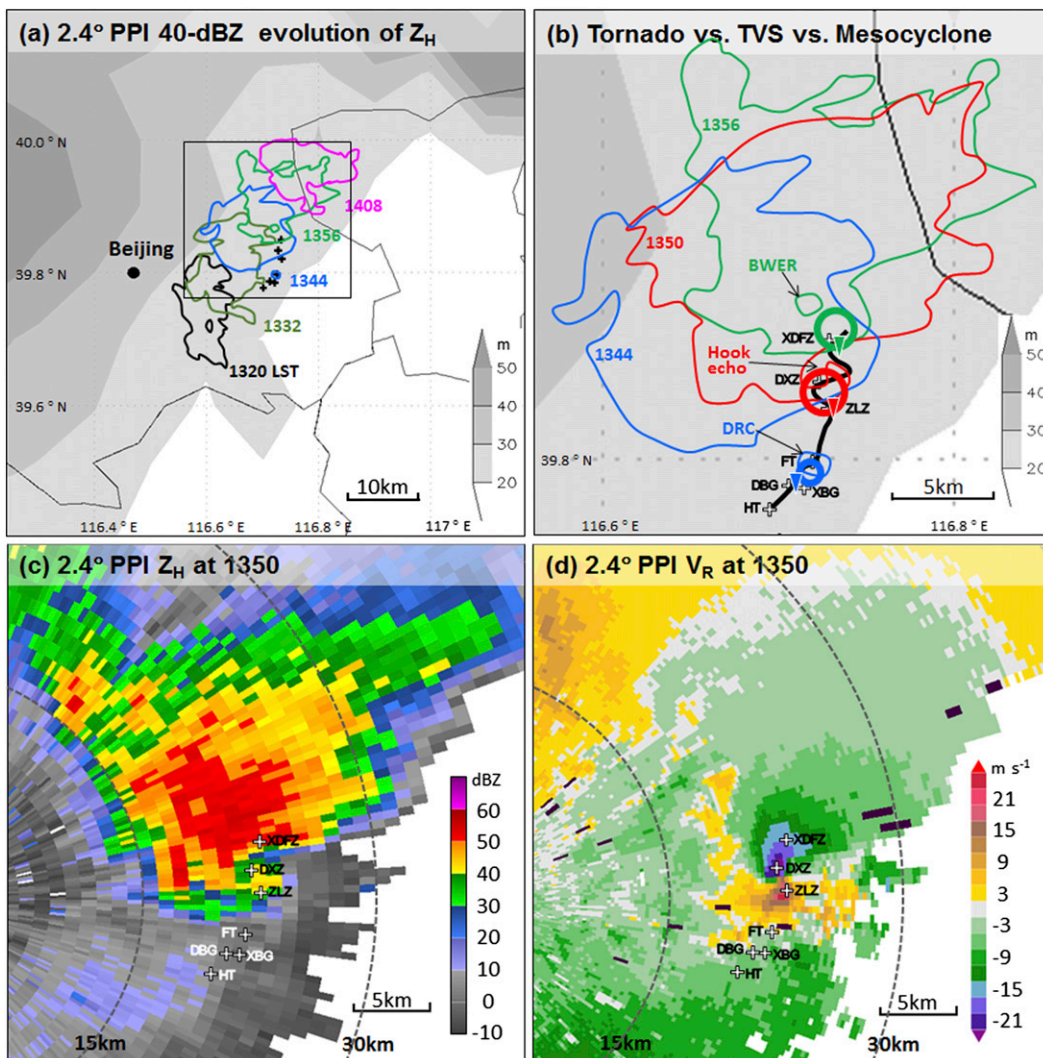 (a) 2.4° PPI 40-dBZ evolution of ZH
40.0 ° N
39.8 ° N
39.6 ° N
Beijing
1408
1356
1344
1332
1320 LST
m
50
40
30
20
10km
116.4 ° E
116.6 ° E
116.8 ° E
117 ° E
(b) Tornado vs. TVS vs. Mesocyclone
1356
1350
1344
BWER
XDFZ
Hook
echo
DXZ
ZLZ
DRC
39.8 ° N
FT
DBG
XBG
HT
m
50
40
30
20
5km
116.6 ° E
116.8 ° E
(c) 2.4° PPI ZH at 1350
dBZ
60
50
40
30
20
10
0
-10
XDFZ
DXZ
ZLZ
FT
DBG
XBG
HT
5km
15km
30km
(d) 2.4° PPI VR at 1350
m s-1
21
15
9
3
-3
-9
-15
-21
XDFZ
DXZ
ZLZ
FT
DBG
XBG
HT
5km
15km
30km